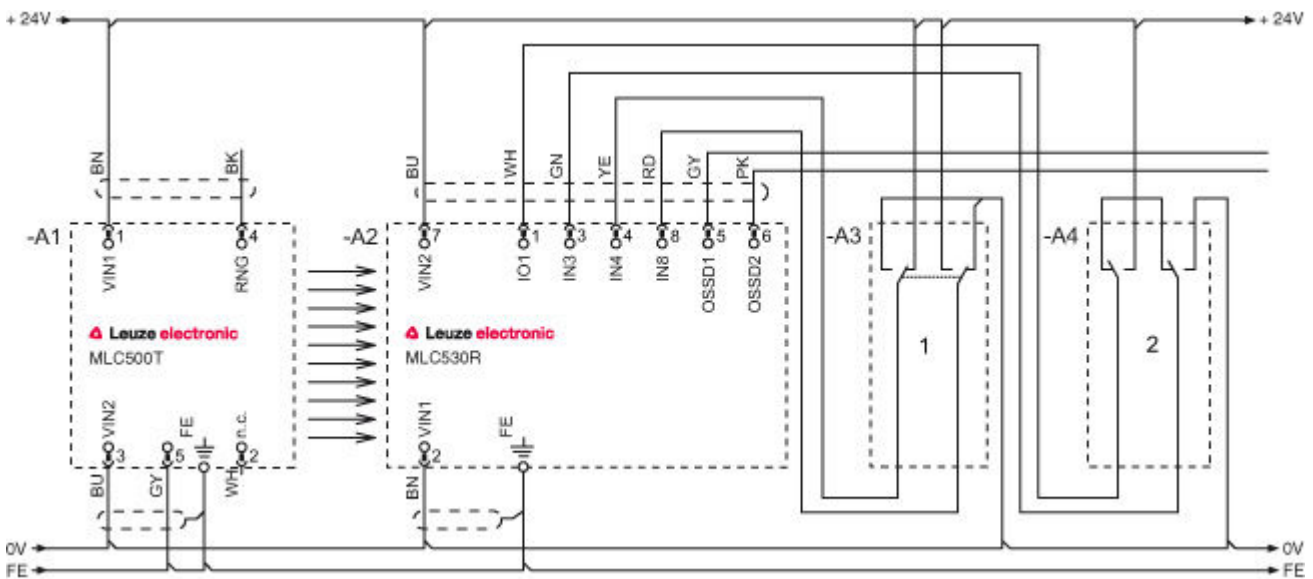 + 24V
+ 24V
BN
BK
BU
WH
GN
YE
RD
GY
PK
-A1
1
4
-A2
7
1
3
4
8
5
6
-A3
-A4
VIN1
RNG
VIN2
IO1
IN3
IN4
IN8
OSSD1
OSSD2
Leuze electronic
MLC500T
Leuze electronic
MLC530R
1
2
VIN2
FE
n.c.
VIN1
FE
3
5
2
2
BU
GY
WH
BN
0V
0V
FE
FE